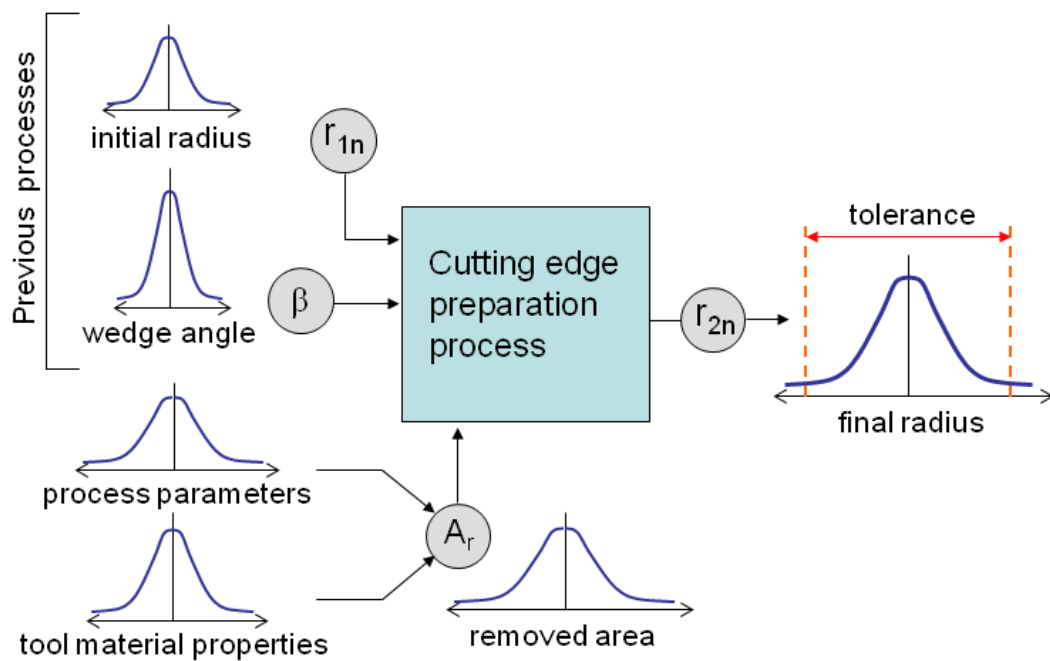 Previous processes
initial radius
wedge angle
r1n
β
Cutting edge
preparation
process
r2n
tolerance
final radius
process parameters
tool material properties
Ar
removed area